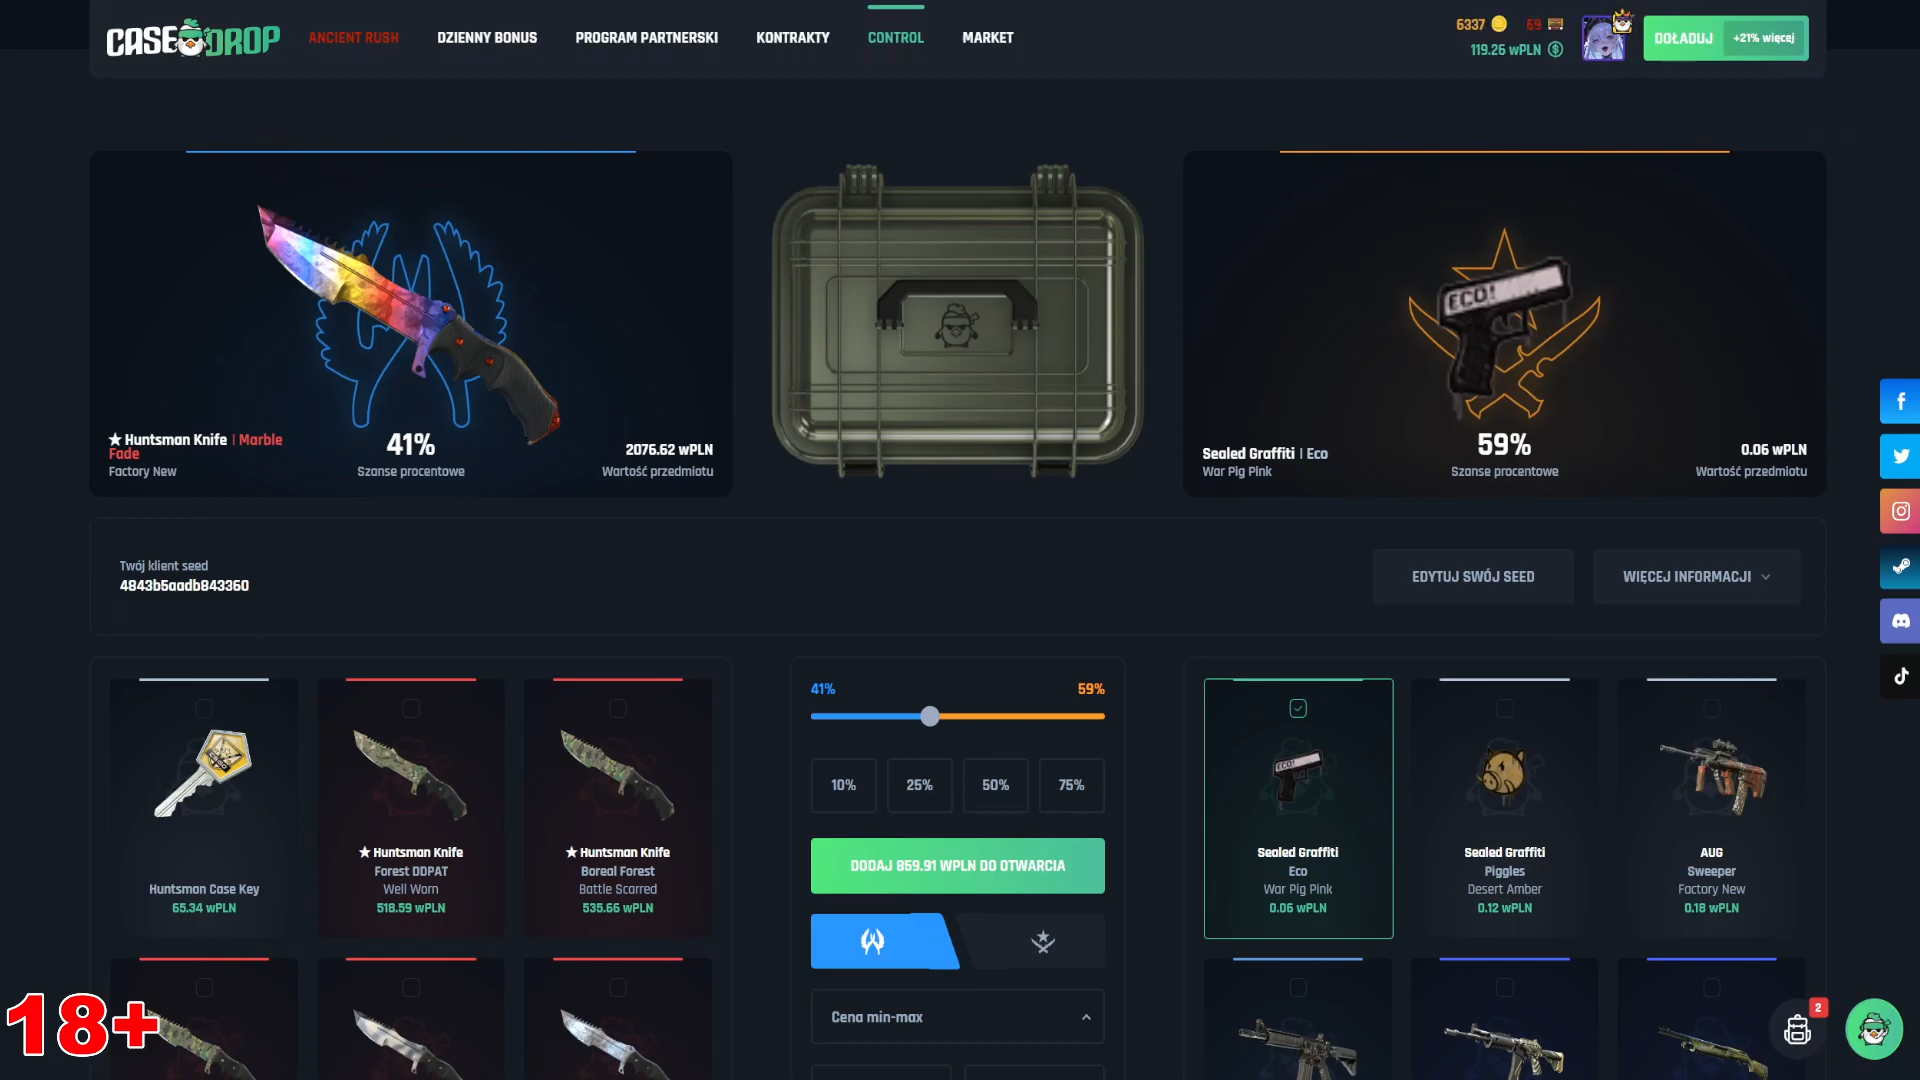 CASE DROP
ANCIENT RUSH
DZIENNY BONUS
PROGRAM PARTNERSKI
KONTRAKTY
CONTROL
MARKET
6337
69
119.26 wPLN
DOŁADUJ
+21% więcej
★ Huntsman Knife | Marble
Fade
Factory New
41%
Szanse procentowe
2076.62 wPLN
Wartość przedmiotu
ECO!
Sealed Graffiti | Eco
War Pig Pink
59%
Szanse procentowe
0.06 wPLN
Wartość przedmiotu
Twój klient seed
4843b5aadb843360
EDYTUJ SWÓJ SEED
WIĘCEJ INFORMACJI
Huntsman Case Key
65.34 wPLN
★ Huntsman Knife
Forest DDPAT
Well Worn
518.59 wPLN
★ Huntsman Knife
Boreal Forest
Battle Scarred
535.66 wPLN
41%
59%
10%
25%
50%
75%
DODAJ 859.91 WPLN DO OTWARCIA
Cena min-max
ECO!
Sealed Graffiti
Eco
War Pig Pink
0.06 wPLN
Sealed Graffiti
Piggles
Desert Amber
0.12 wPLN
AUG
Sweeper
Factory New
0.18 wPLN
18+
2